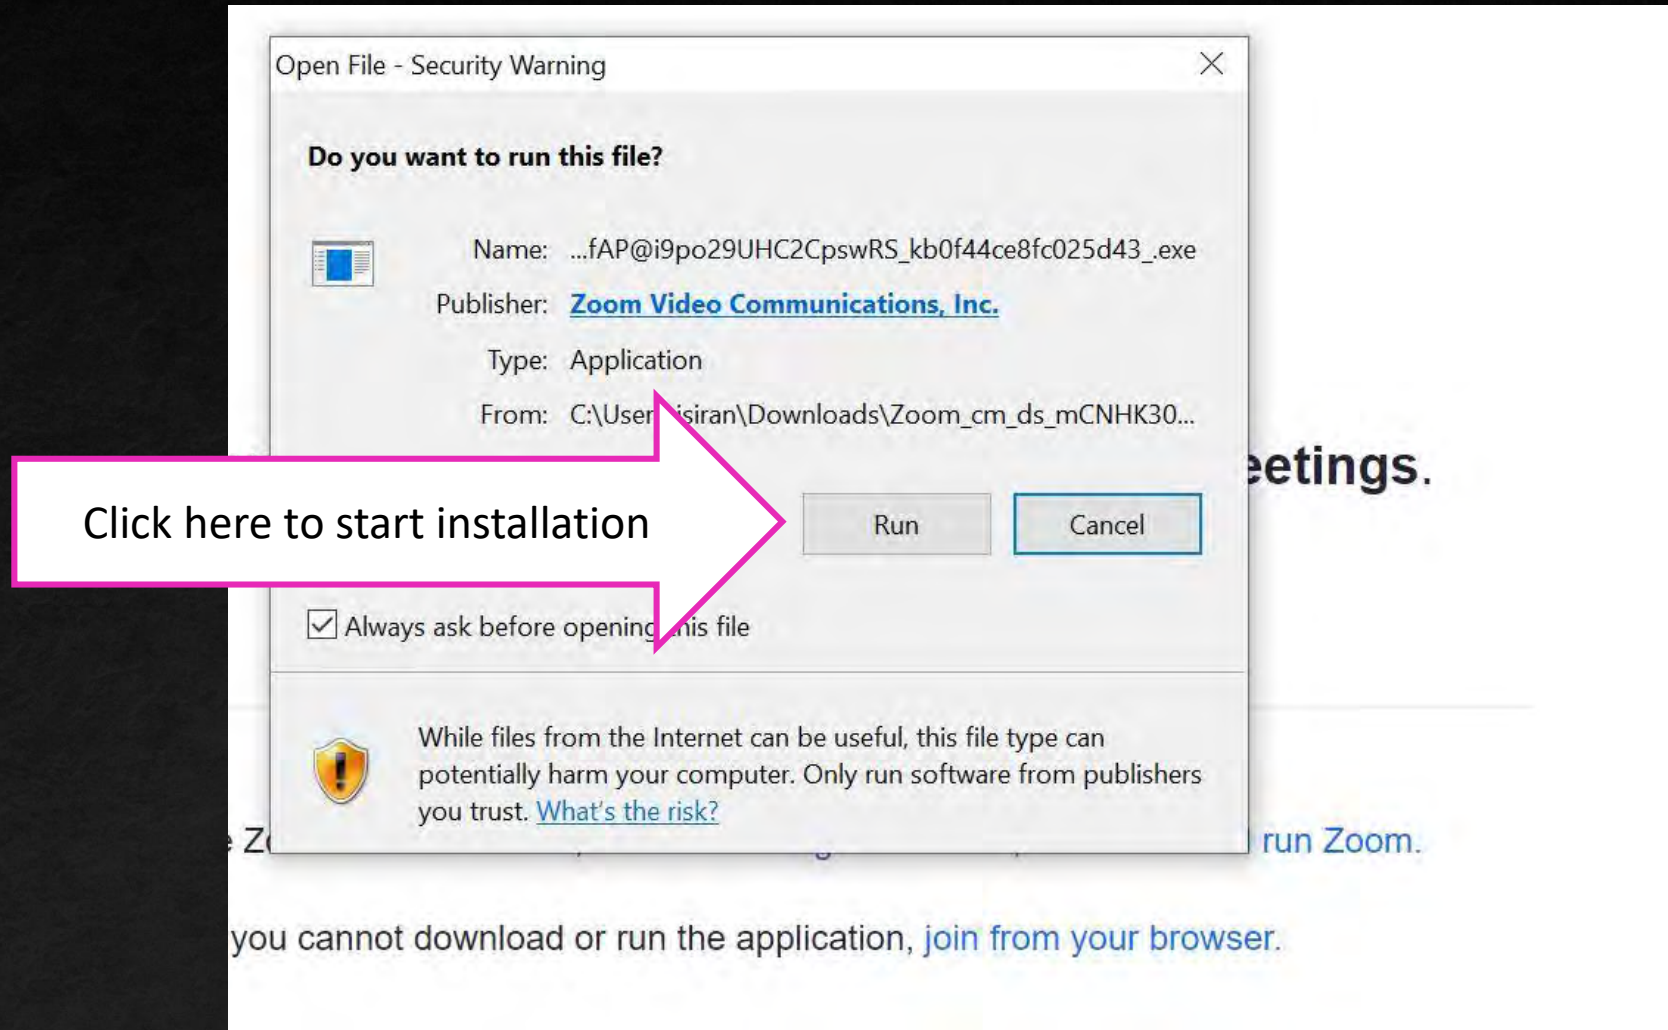 Open File - Security Warning
Do you want to run this file?
Name: ...fAP@i9po29UHC2CpswRS_kb0f44ce8fc025d43_.exe
Publisher: Zoom Video Communications, Inc.
Type: Application
From: C:\User isiran\Downloads\Zoom_cm_ds_mCNHK30...
eetings.
Click here to start installation
Run Cancel
Always ask before opening this file
While files from the Internet can be useful, this file type can
potentially harm your computer. Only run software from publishers
you trust. What's the risk?
run Zoom.
you cannot download or run the application, join from your browser.